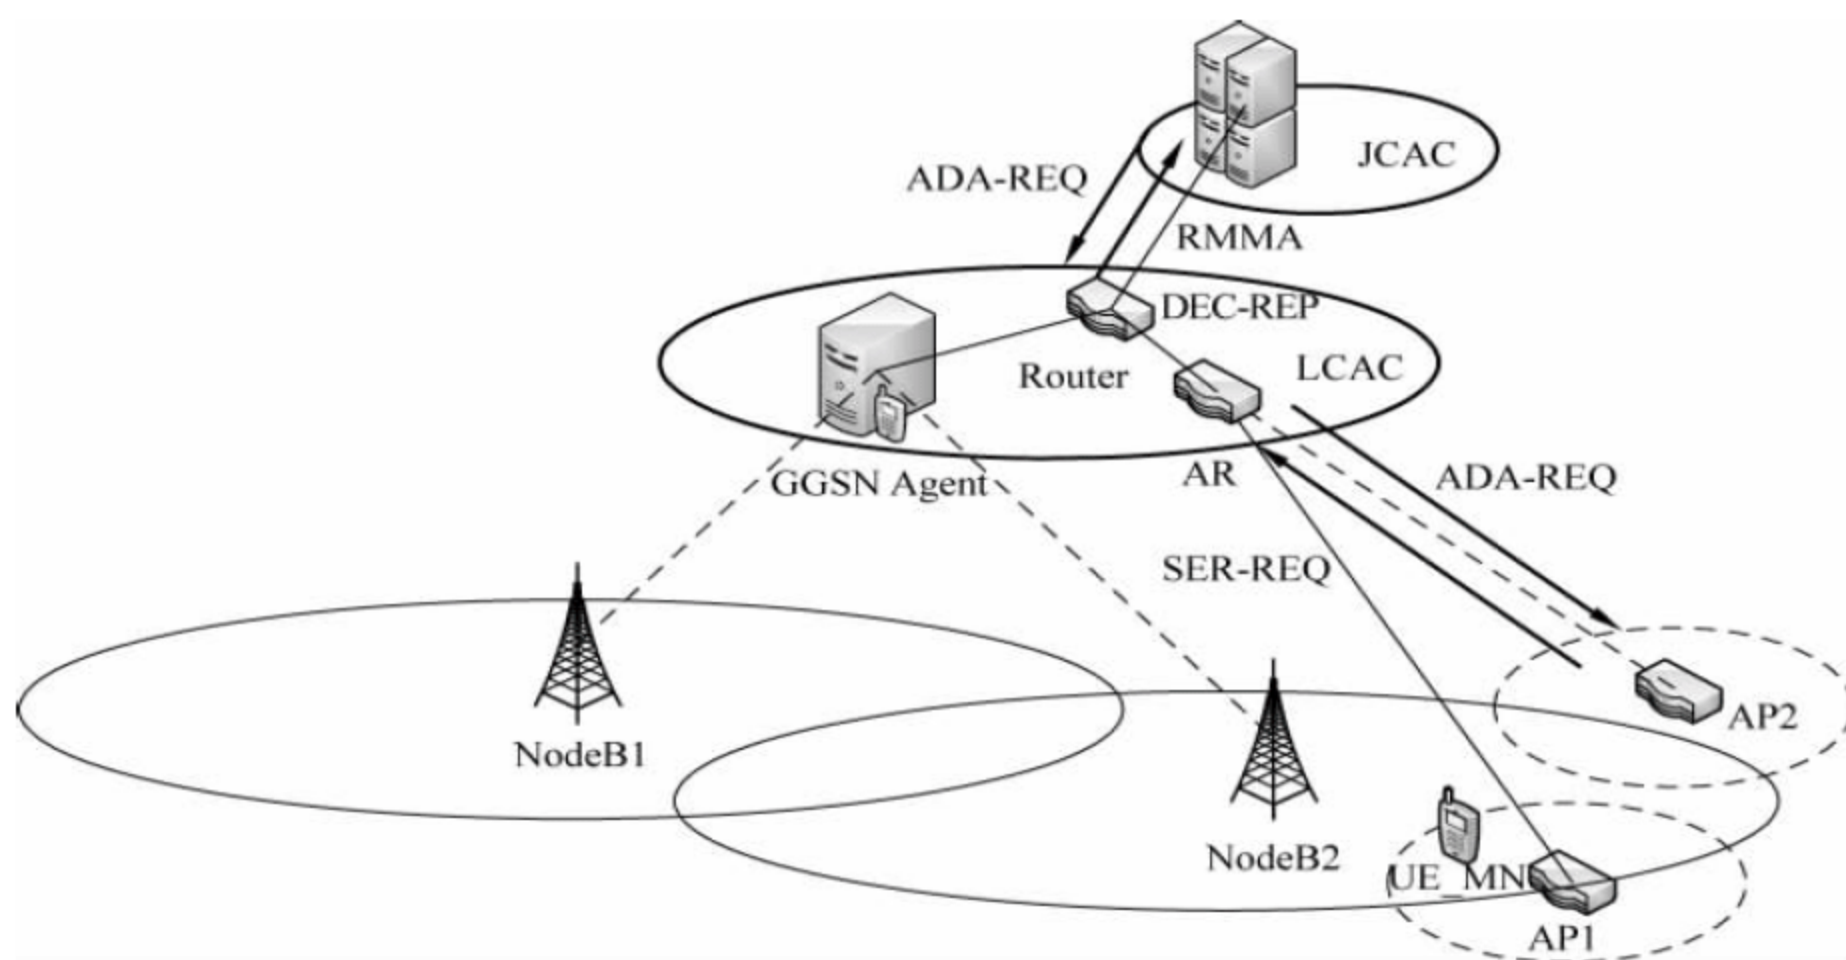 JCAC
ADA-REQ
RMMA
DEC-REP
LCAC
Router
GGSN Agent
AR
ADA-REQ
SER-REQ
AP2
NodeB1
NodeB2
UE_MN
AP1